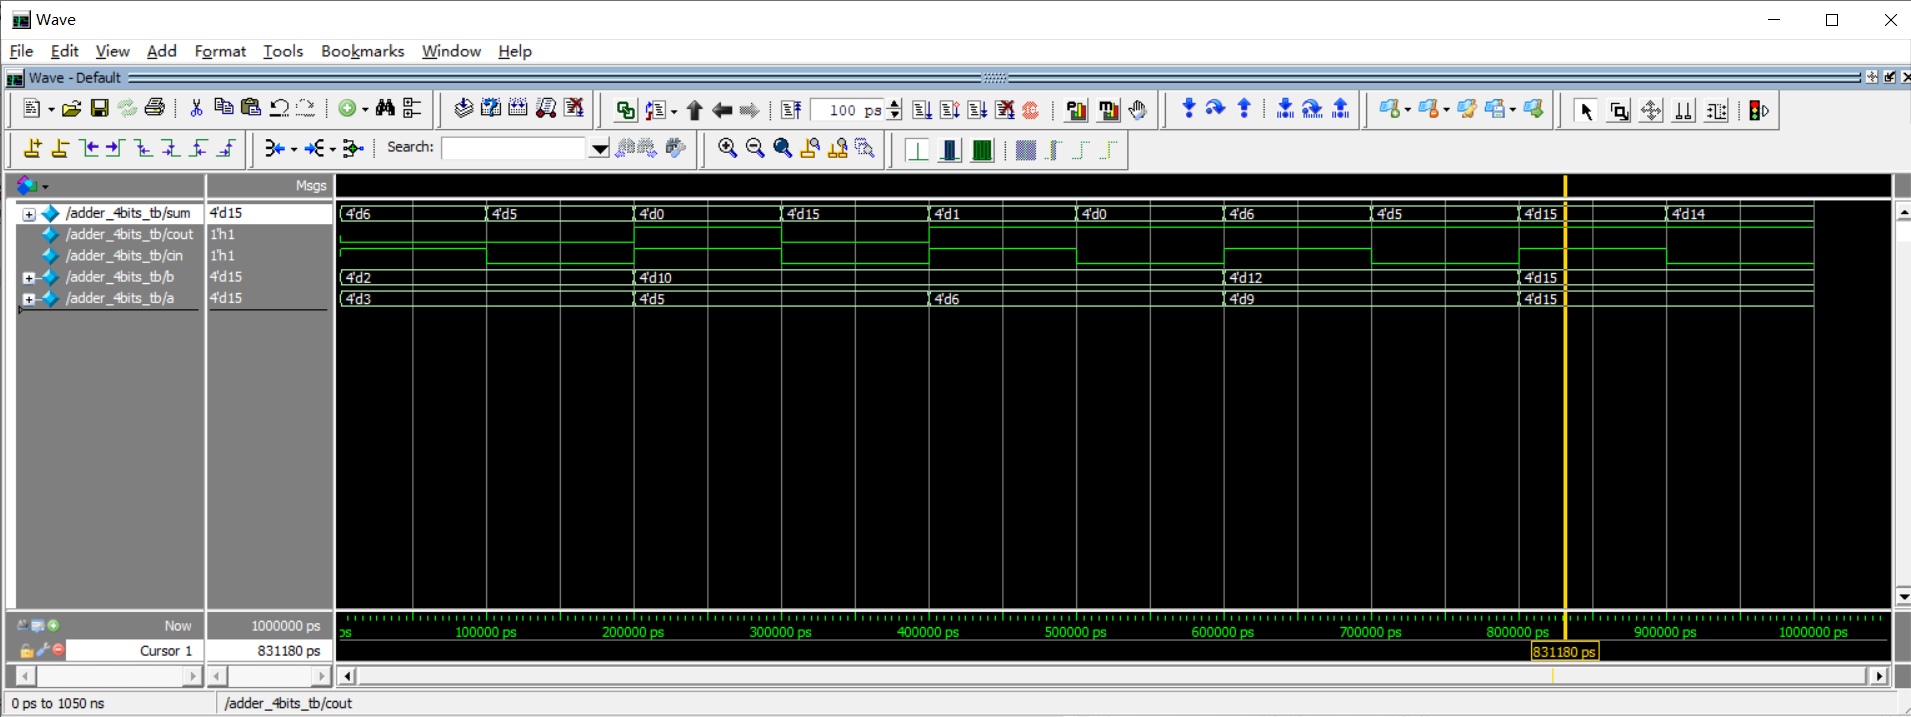 Wave
File Edit View Add Format Tools Bookmarks Window Help
Wave - Default
100 ps
Search:
Msgs
/adder_4bits_tb/sum 4'd15 4'd6 4'd5 4'd0 4'd15 4'd1 4'd0 4'd6 4'd5 4'd15 4'd14
/adder_4bits_tb/cout 1'h1
/adder_4bits_tb/cin 1'h1
/adder_4bits_tb/b 4'd15 4'd2 4'd10 4'd12 4'd15
/adder_4bits_tb/a 4'd15 4'd3 4'd5 4'd6 4'd9 4'd15
Now 1000000 ps ps 100000 ps 200000 ps 300000 ps 400000 ps 500000 ps 600000 ps 700000 ps 800000 ps 900000 ps 1000000 ps
Cursor 1 831180 ps 831180 ps
0 ps to 1050 ns /adder_4bits_tb/cout